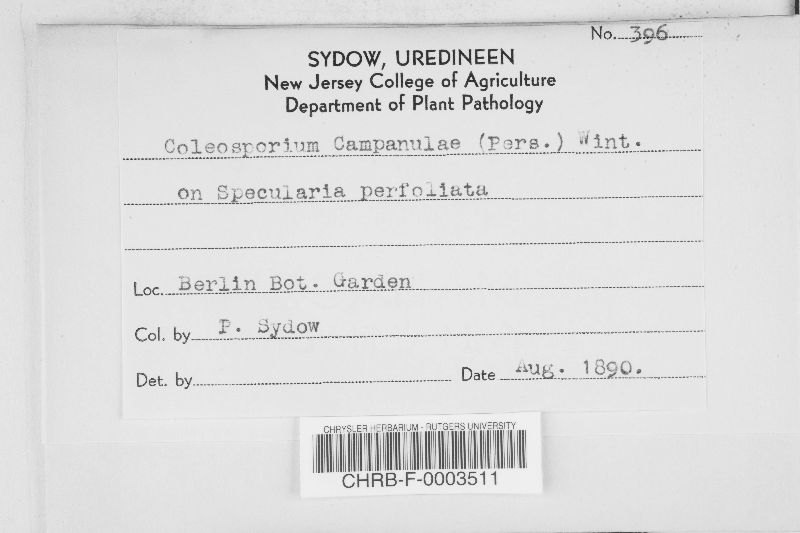 No. 396
SYDOW, UREDINEEN
New Jersey College of Agriculture
Department of Plant Pathology
Coleosporium Campanulae (Pers.) Wint.
on Specularia perfoliata
Loc. Berlin Bot. Garden
Col. by P. Sydow
Det. by
Date Aug. 1890.
CHRYSLER HERBARIUM - RUTGERS UNIVERSITY
CHRB-F-0003511